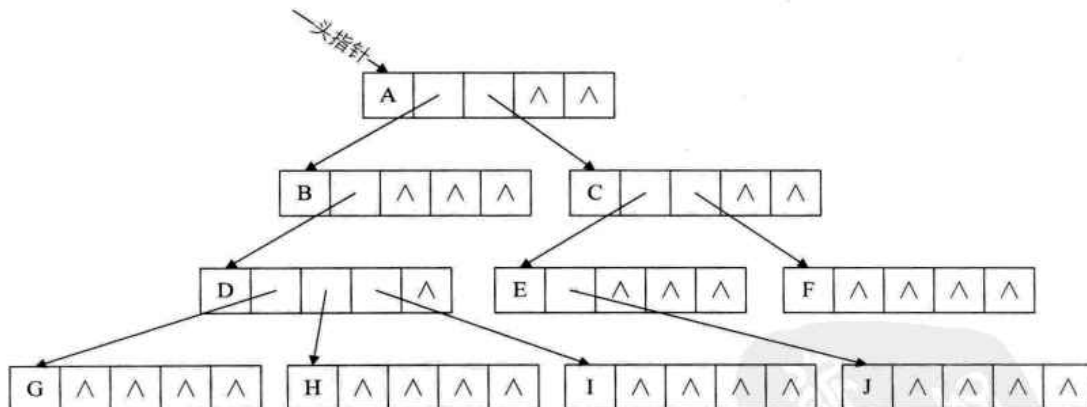 头指针
A ∧ ∧
B ∧ ∧ ∧ C ∧ ∧
D ∧ E ∧ ∧ ∧ F ∧ ∧ ∧ ∧
G ∧ ∧ ∧ ∧ H ∧ ∧ ∧ ∧ I ∧ ∧ ∧ ∧ J ∧ ∧ ∧ ∧